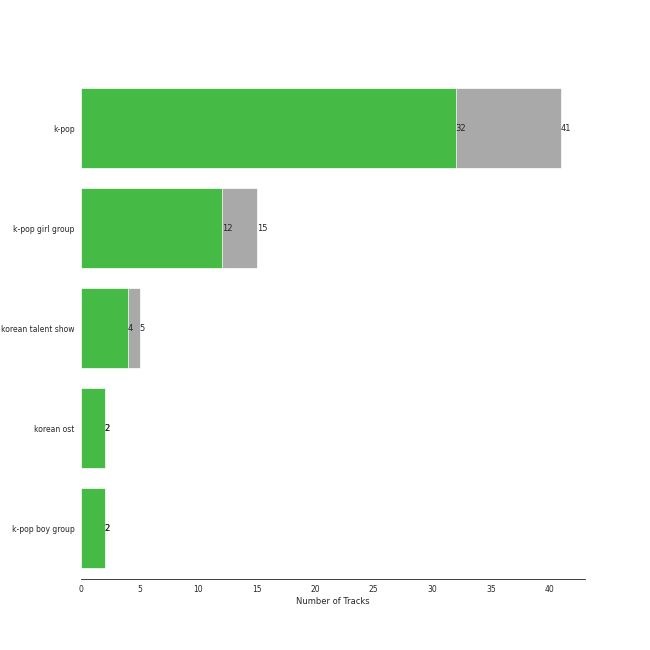 k-pop
32
41
k-pop girl group
12
15
korean talent show
4
5
korean ost
2
k-pop boy group
2
0
5
10
15
20
25
30
35
40
Number of Tracks